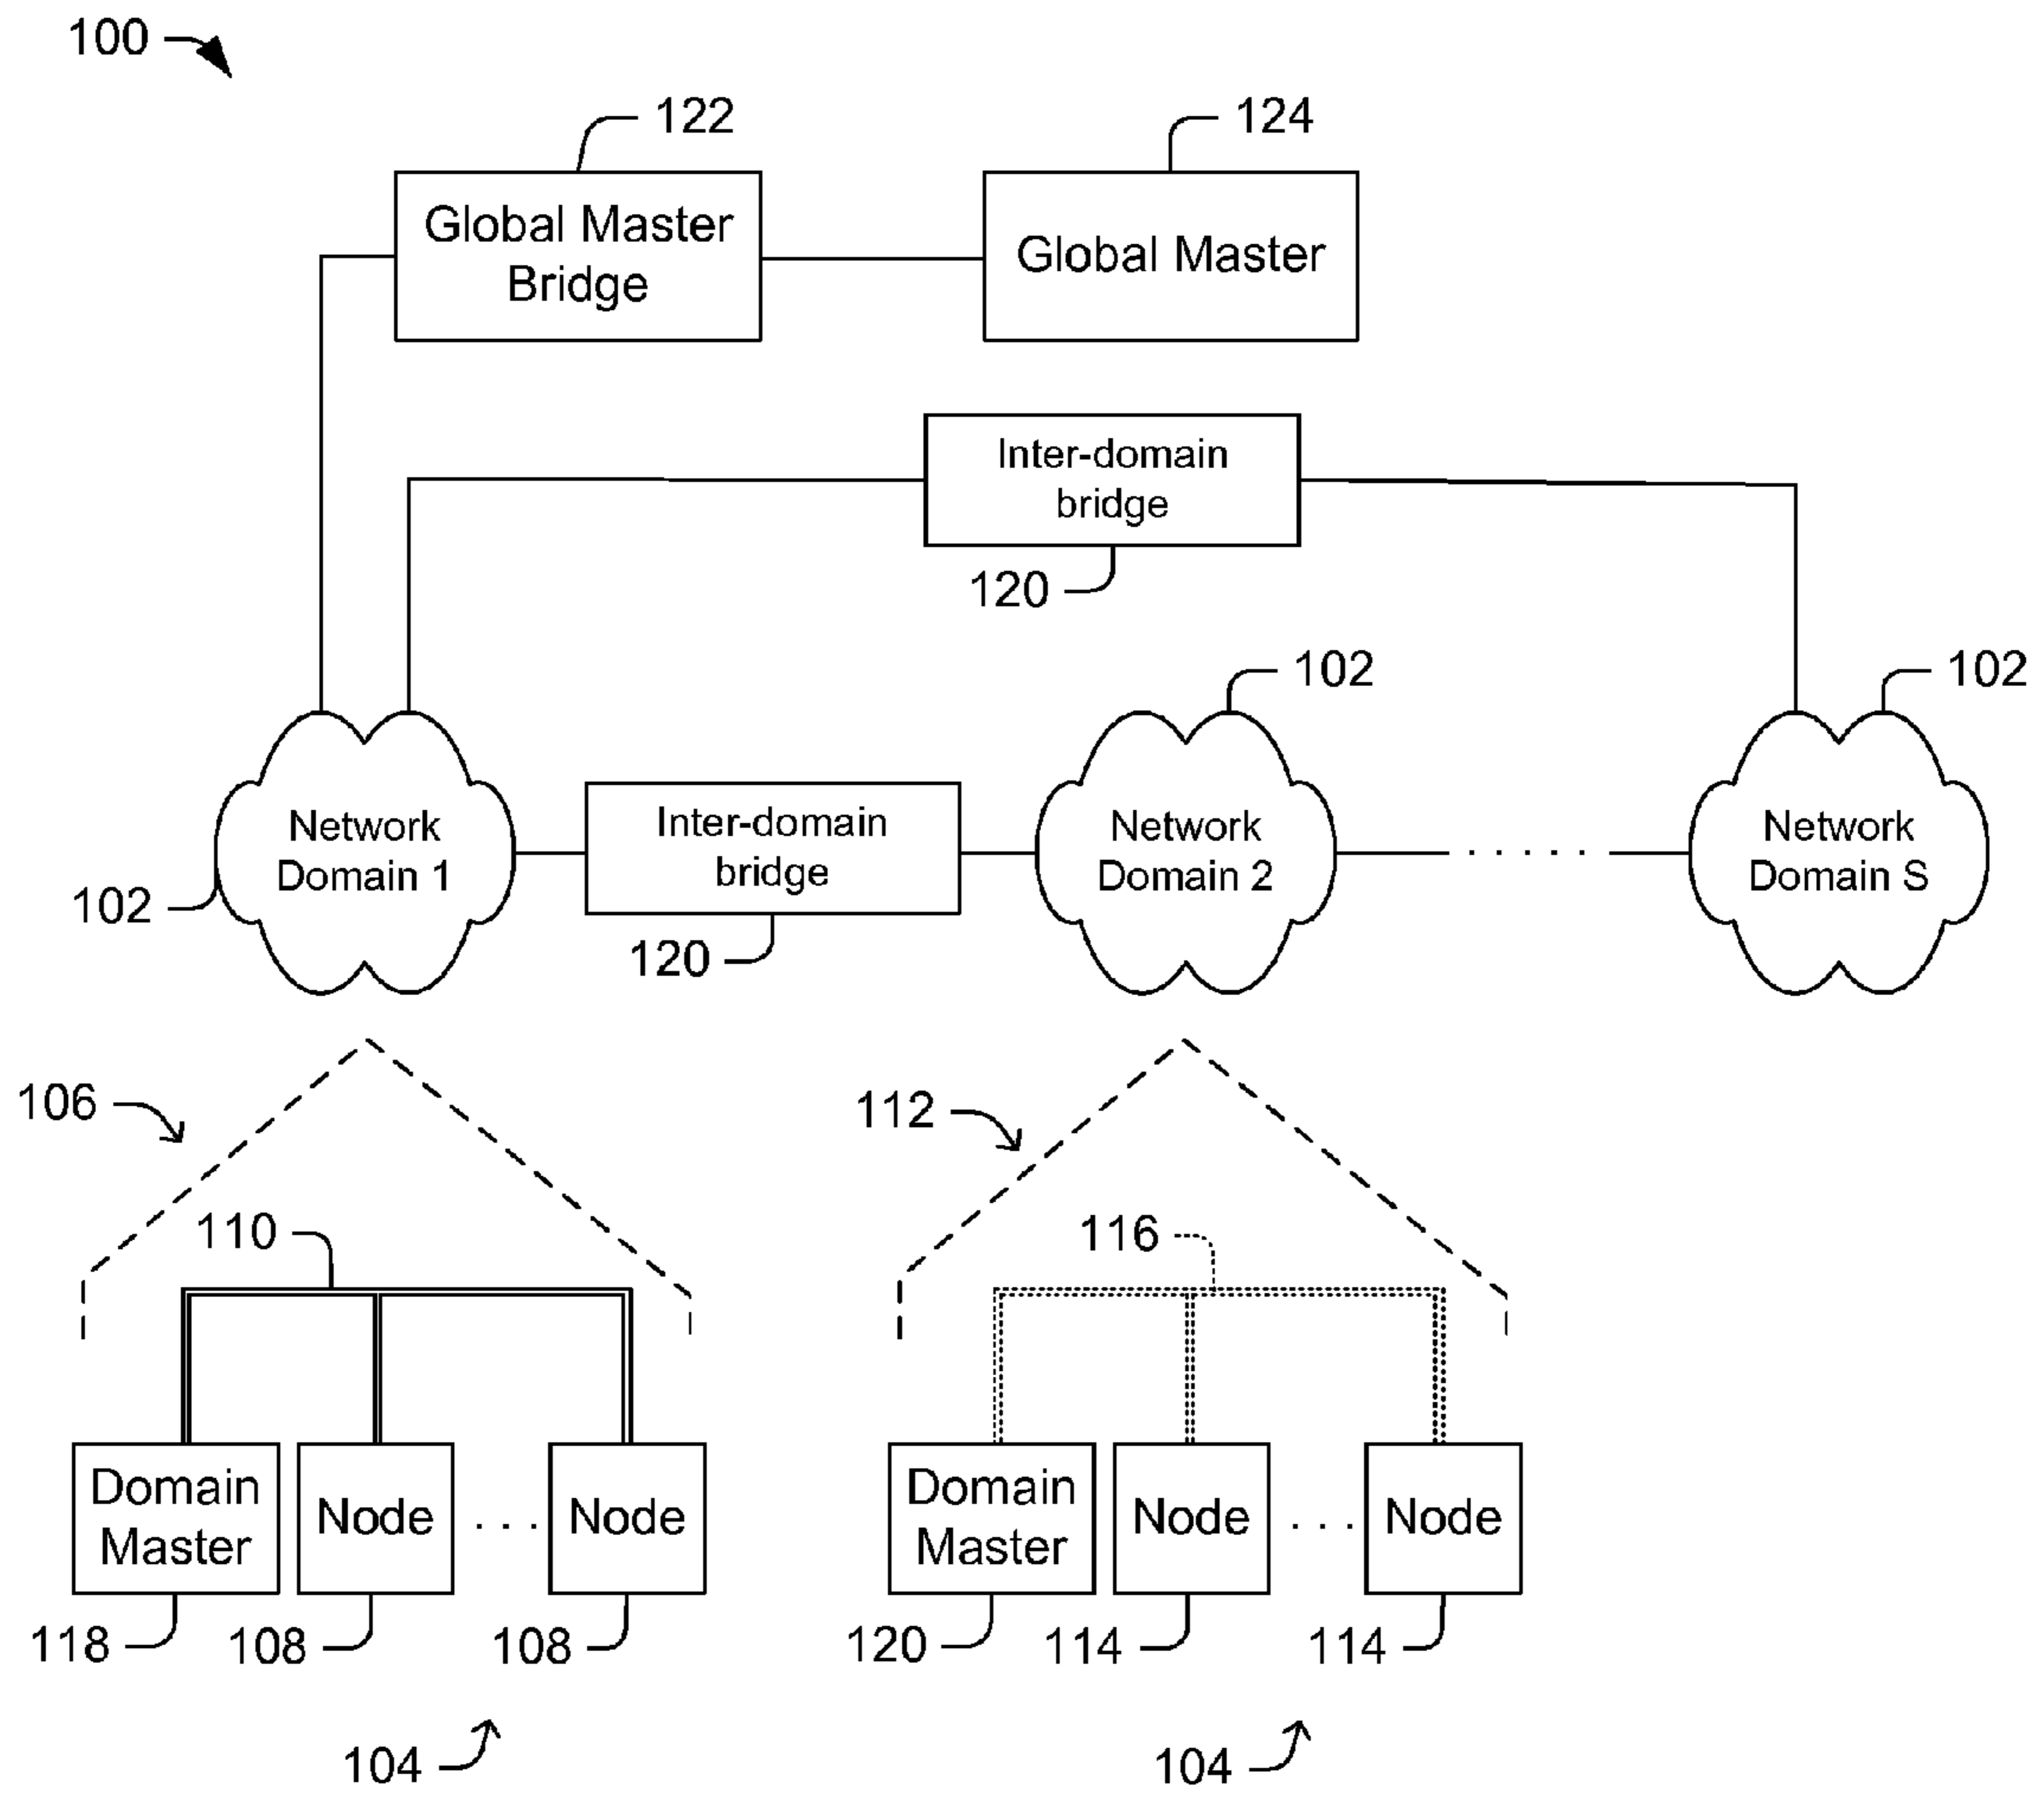 100
122
124
Global Master
Bridge
Global Master
Inter-domain
bridge
120
102
102
Network
Domain 1
Inter-domain
bridge
Network
Domain 2
. . . . .
Network
Domain S
102
120
106
112
110
116
Domain
Master
Node
. . .
Node
Domain
Master
Node
. . .
Node
118
108
108
120
114
114
104
104